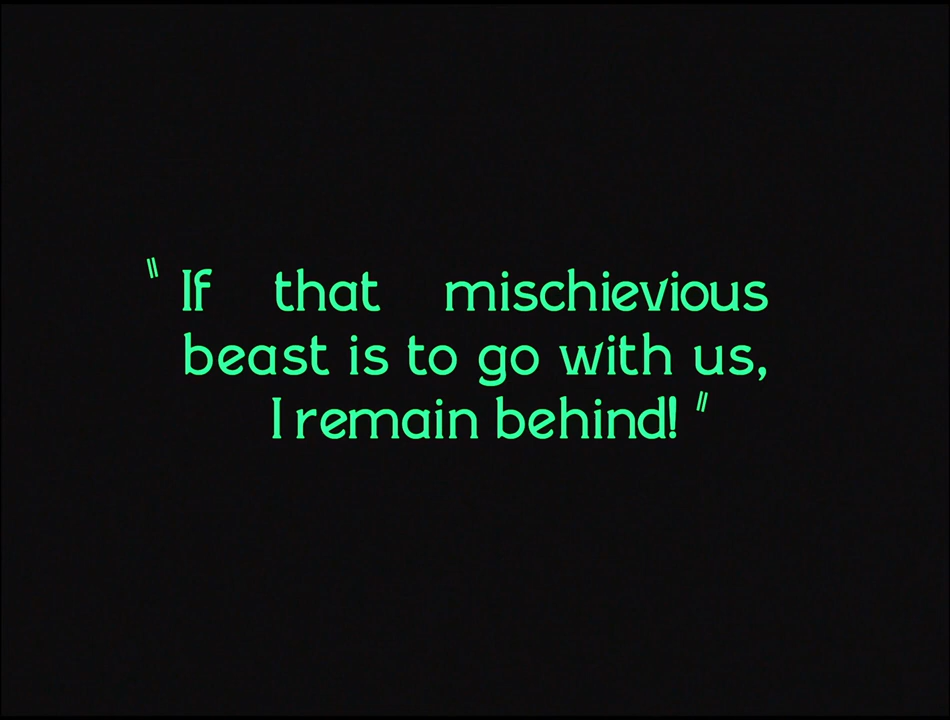 "If that mischievious
beast is to go with us,
I remain behind!"